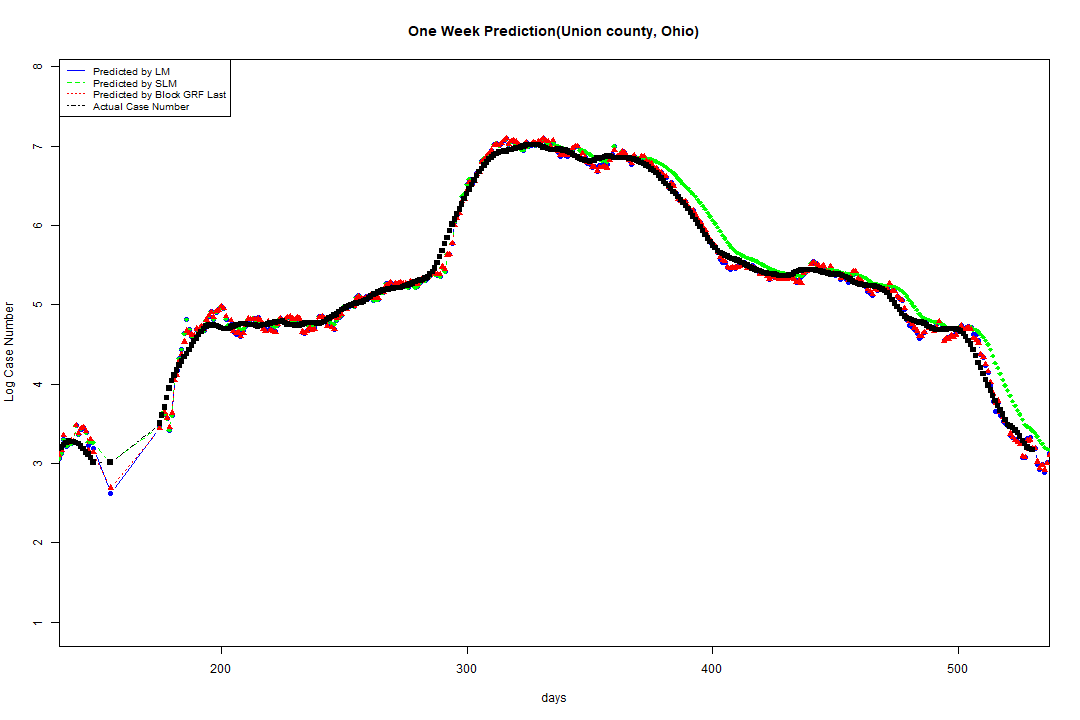 One Week Prediction(Union county, Ohio)
Predicted by LM
Predicted by SLM
Predicted by Block GRF Last
Actual Case Number
8
7
6
5
4
3
2
1
Log Case Number
200 300 400 500
days